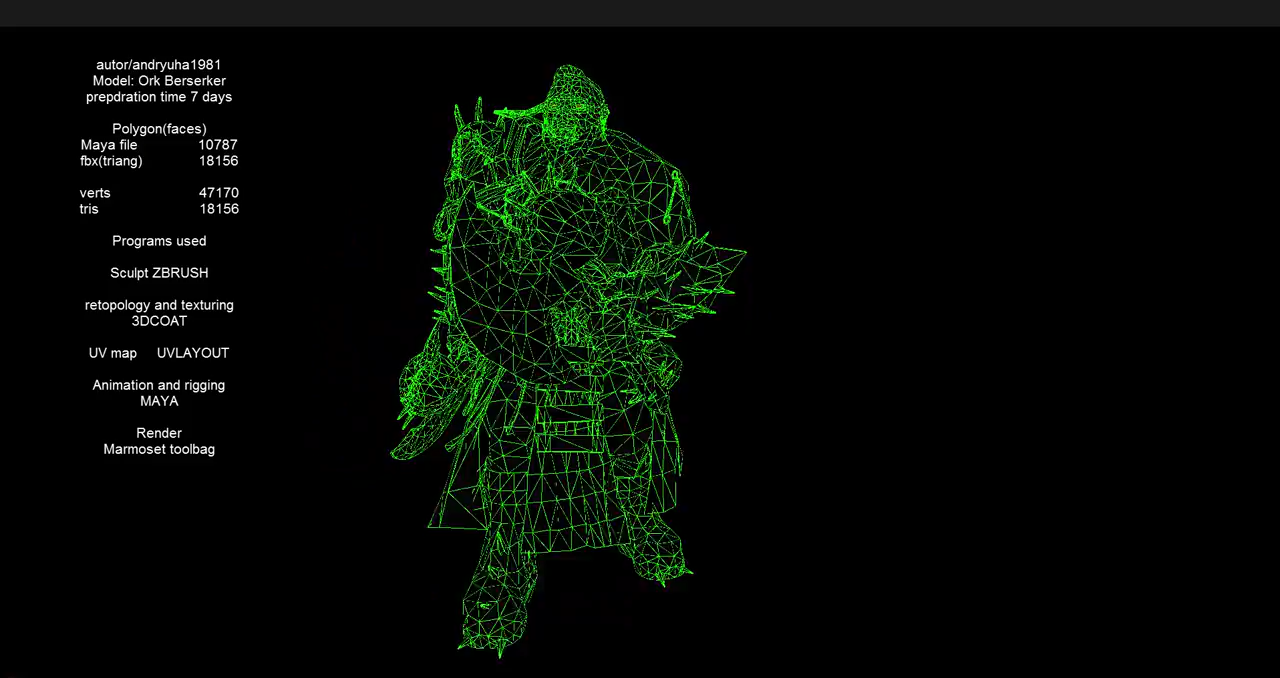 autor/andryuha1981
Model: Ork Berserker
prepdration time 7 days
Polygon(faces)
Maya file 10787
fbx(triang) 18156
verts 47170
tris 18156
Programs used
Sculpt ZBRUSH
retopology and texturing
3DCOAT
UV map UVLAYOUT
Animation and rigging
MAYA
Render
Marmoset toolbag